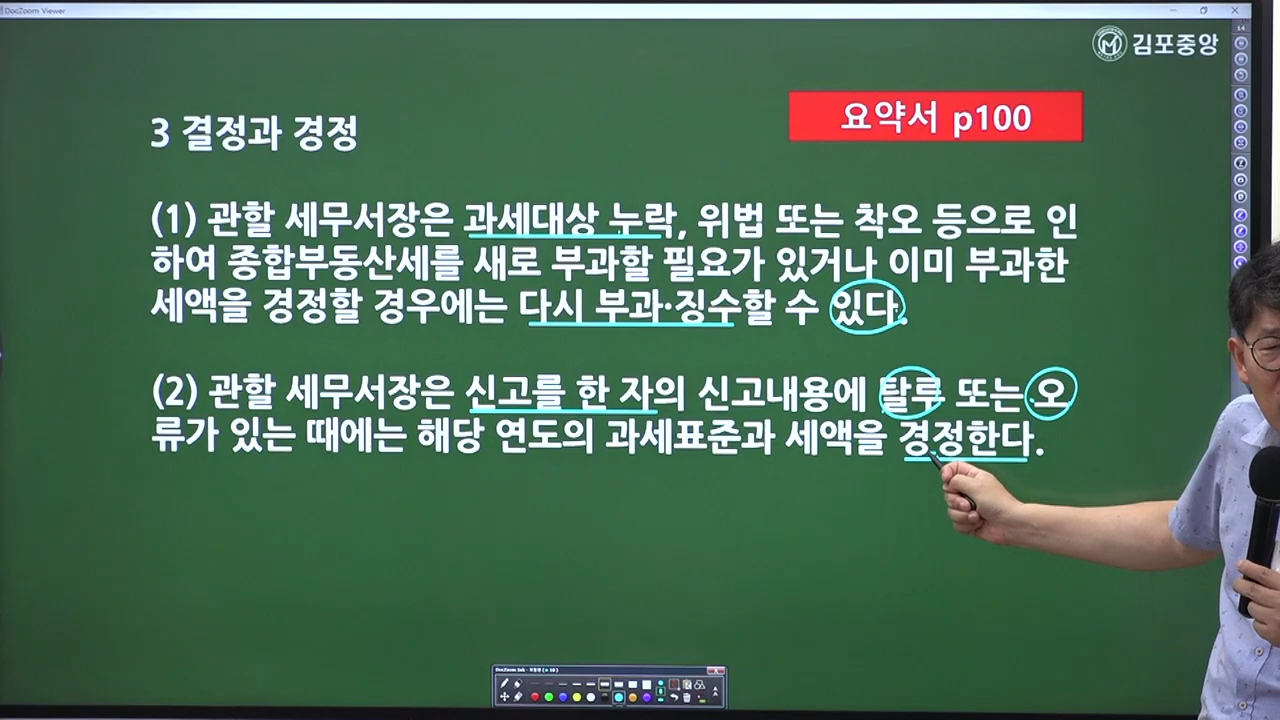 DocZoom Viewer
김포중앙
요약서 p100
3 결정과 경정
(1) 관할 세무서장은 과세대상 누락, 위법 또는 착오 등으로 인
하여 종합부동산세를 새로 부과할 필요가 있거나 이미 부과한
세액을 경정할 경우에는 다시 부과·징수할 수 있다.
(2) 관할 세무서장은 신고를 한 자의 신고내용에 탈루 또는 오
류가 있는 때에는 해당 연도의 과세표준과 세액을 경정한다.